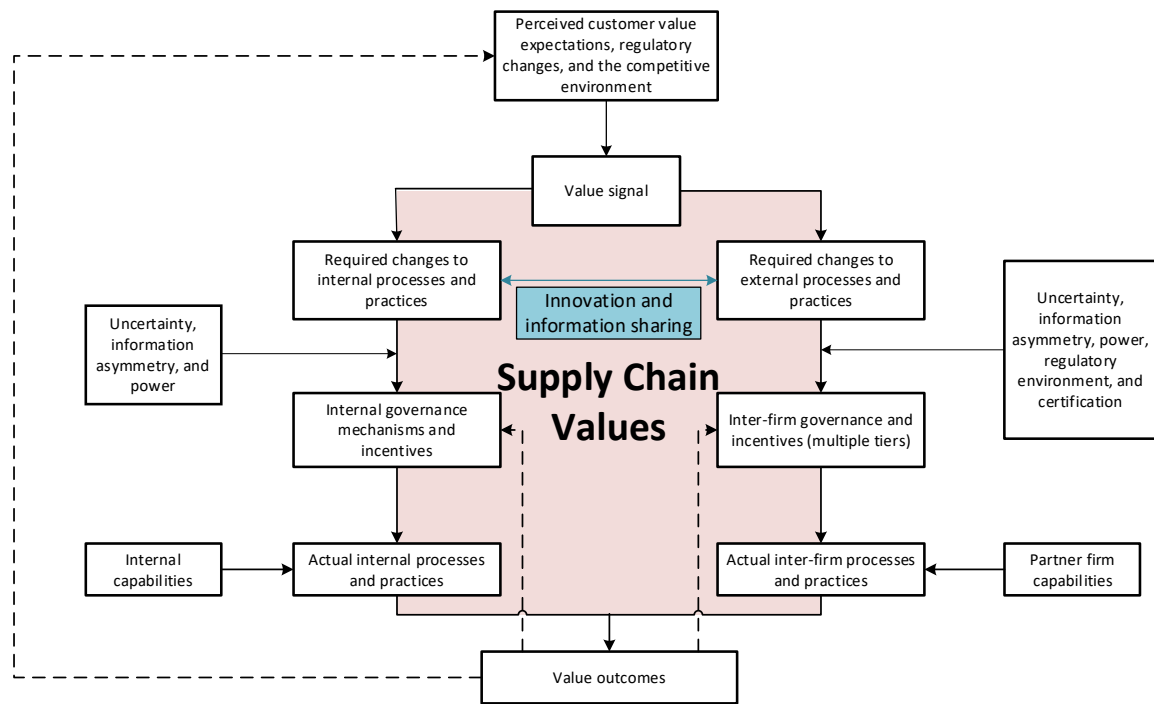 Perceived customer value
expectations, regulatory
changes, and the competitive
environment
Value signal
Required changes to
internal processes and
practices
Required changes to
external processes and
practices
Innovation and
information sharing
Uncertainty,
information
asymmetry, and
power
Uncertainty,
information
asymmetry, power,
regulatory
environment, and
certification
Supply Chain
Values
Internal governance
mechanisms and
incentives
Inter-firm governance and
incentives (multiple tiers)
Internal
capabilities
Actual internal processes
and practices
Actual inter-firm processes
and practices
Partner firm
capabilities
Value outcomes